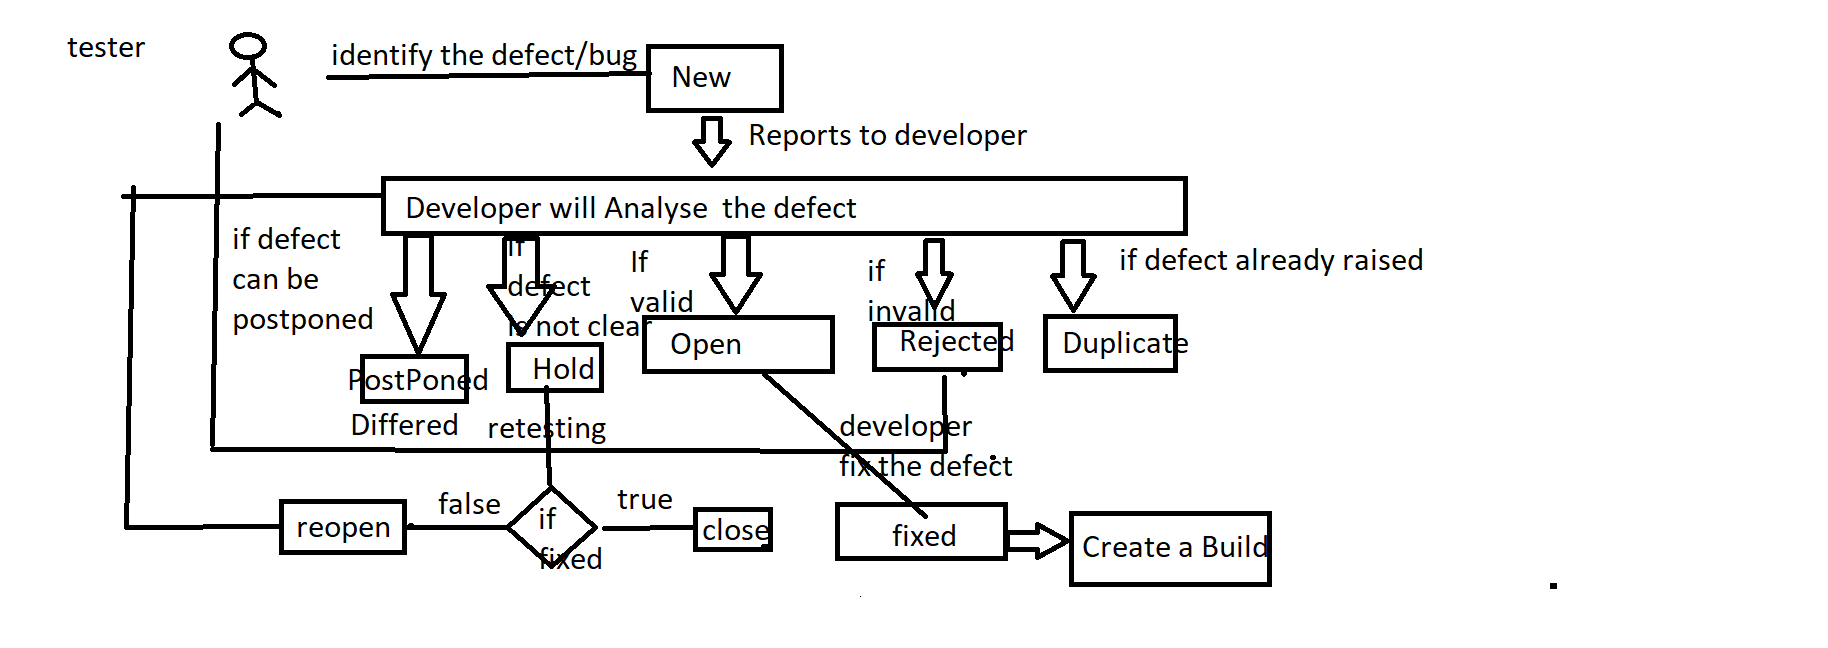 tester
identify the defect/bug
New
Reports to developer
Developer will Analyse  the defect
if defect
can be
postponed
If
defect
is not clear
If
valid
if
invalid
if defect already raised
PostPoned
Differed
Hold
Open
Rejected
Duplicate
retesting
developer
fix the defect
reopen
false
if
fixed
true
close
fixed
Create a Build